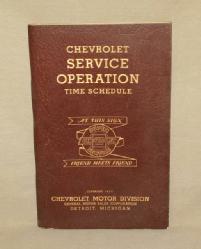 CHEVROLET
SERVICE
OPERATION
TIME SCHEDULE
AT THIS SIGN
FRIEND MEETS FRIEND
CHEVROLET MOTOR DIVISION
GENERAL MOTORS SALES CORPORATION
DETROIT, MICHIGAN